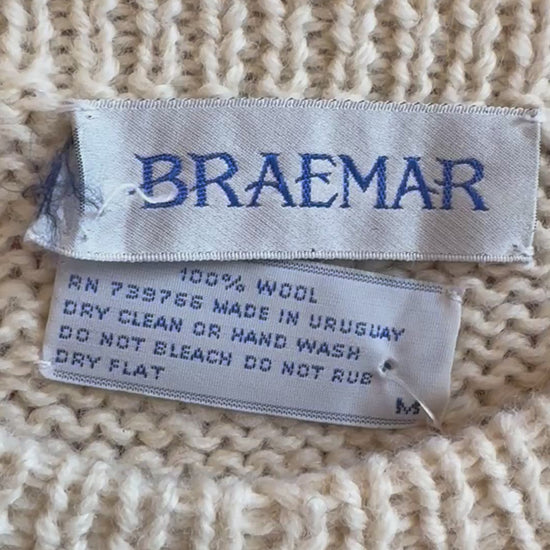 BRAEMAR
100% WOOL
RN 739766 MADE IN URUGUAY
DRY CLEAN OR HAND WASH
DO NOT BLEACH DO NOT RUB
DRY FLAT
M